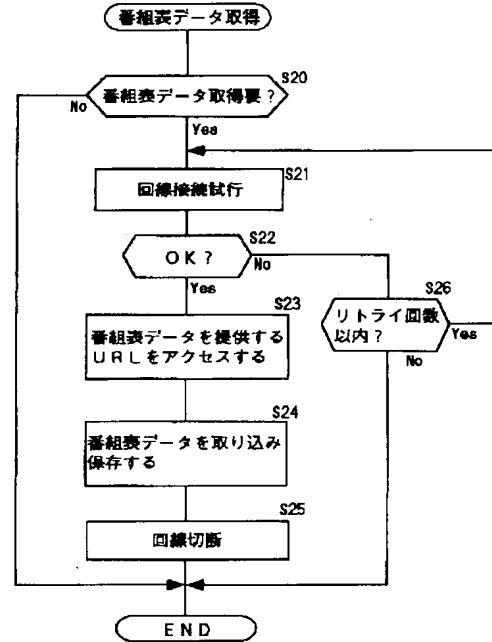 番組表データ取得
S20
番組表データ取得要？
No
Yes
S21
回線接続試行
S22
OK？
No
Yes
S26
リトライ回数
以内？
Yes
No
S23
番組表データを提供する
URLをアクセスする
S24
番組表データを取り込み
保存する
S25
回線切断
END